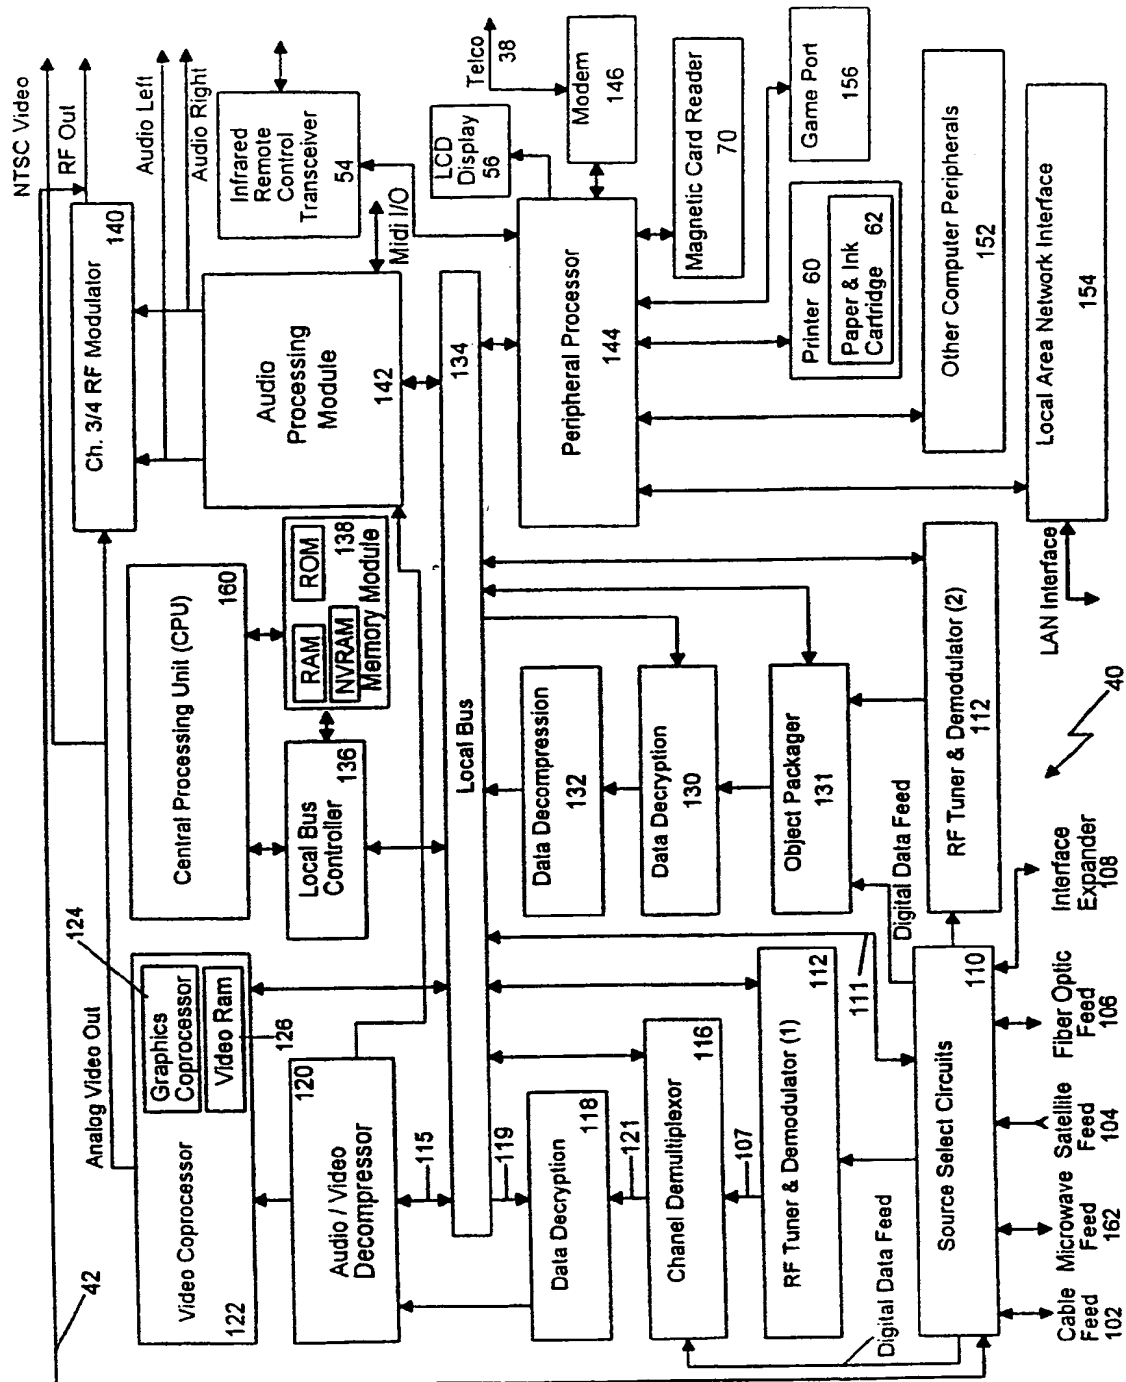 NTSC Video
RF Out
Audio Left
Audio Right
42
Analog Video Out
124
Video Coprocessor
122
Graphics
Coprocessor
Video Ram
126
Central Processing Unit (CPU)
160
Ch. 3/4 RF Modulator
140
Infrared
Remote
Control
Transceiver
54
Audio / Video
Decompressor
120
Local Bus
Controller
136
RAM
ROM
NVRAM
138
Memory Module
Audio
Processing
Module
142
Midi I/O
LCD
Display
56
Telco
38
Modem
146
115
119
Local Bus
134
Data Decryption
118
121
Chanel Demultiplexor
116
107
RF Tuner & Demodulator (1)
112
Data Decompression
132
Data Decryption
130
Object Packager
131
Digital Data Feed
111
Peripheral Processor
144
Magnetic Card Reader
70
Printer 60
Paper & Ink
Cartridge
62
Game Port
156
Digital Data Feed
Source Select Circuits
110
RF Tuner & Demodulator (2)
112
Other Computer Peripherals
152
Local Area Network Interface
154
LAN Interface
Cable
Feed
102
Microwave
Feed
162
Satellite
Feed
104
Fiber Optic
Feed
106
Interface
Expander
108
40